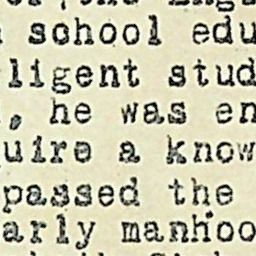 school edu
ligent stud
, he was en
uire a know
passed the
arly manhoo